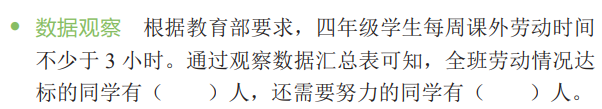 • 数据观察 根据教育部要求，四年级学生每周课外劳动时间
不少于 3 小时。通过观察数据汇总表可知，全班劳动情况达
标的同学有（  ）人，还需要努力的同学有（  ）人。